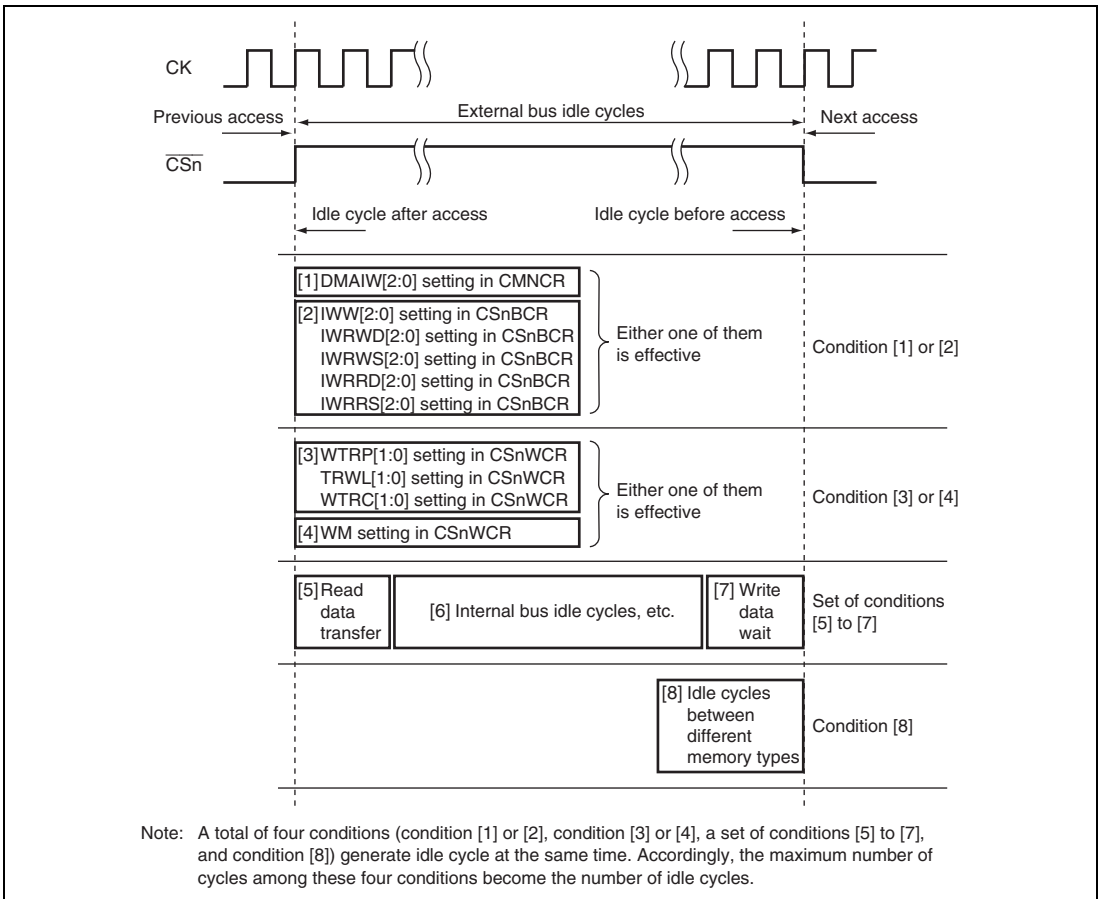 CK
External bus idle cycles
Previous access
Next access
CSn
Idle cycle after access
Idle cycle before access
[1] DMAIW[2:0] setting in CMNCR
[2] IWW[2:0] setting in CSnBCR
IWRWD[2:0] setting in CSnBCR
IWRWS[2:0] setting in CSnBCR
IWRRD[2:0] setting in CSnBCR
IWRRS[2:0] setting in CSnBCR
Either one of them
is effective
Condition [1] or [2]
[3] WTRP[1:0] setting in CSnWCR
TRWL[1:0] setting in CSnWCR
WTRC[1:0] setting in CSnWCR
[4] WM setting in CSnWCR
Either one of them
is effective
Condition [3] or [4]
[5] Read
data
transfer
[6] Internal bus idle cycles, etc.
[7] Write
data
wait
Set of conditions
[5] to [7]
[8] Idle cycles
between
different
memory types
Condition [8]
Note: A total of four conditions (condition [1] or [2], condition [3] or [4], a set of conditions [5] to [7],
and condition [8]) generate idle cycle at the same time. Accordingly, the maximum number of
cycles among these four conditions become the number of idle cycles.